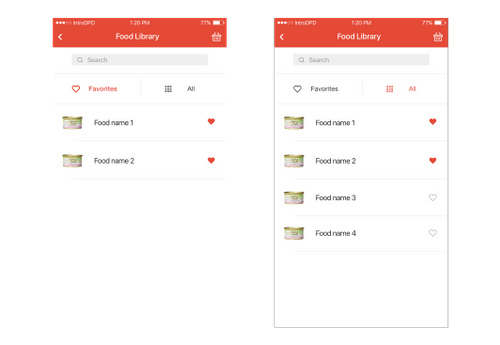 IntroDPD 1:20 PM 77%
Food Library
Search
Favorites All
Food name 1
Food name 2
IntroDPD 1:20 PM 77%
Food Library
Search
Favorites All
Food name 1
Food name 2
Food name 3
Food name 4